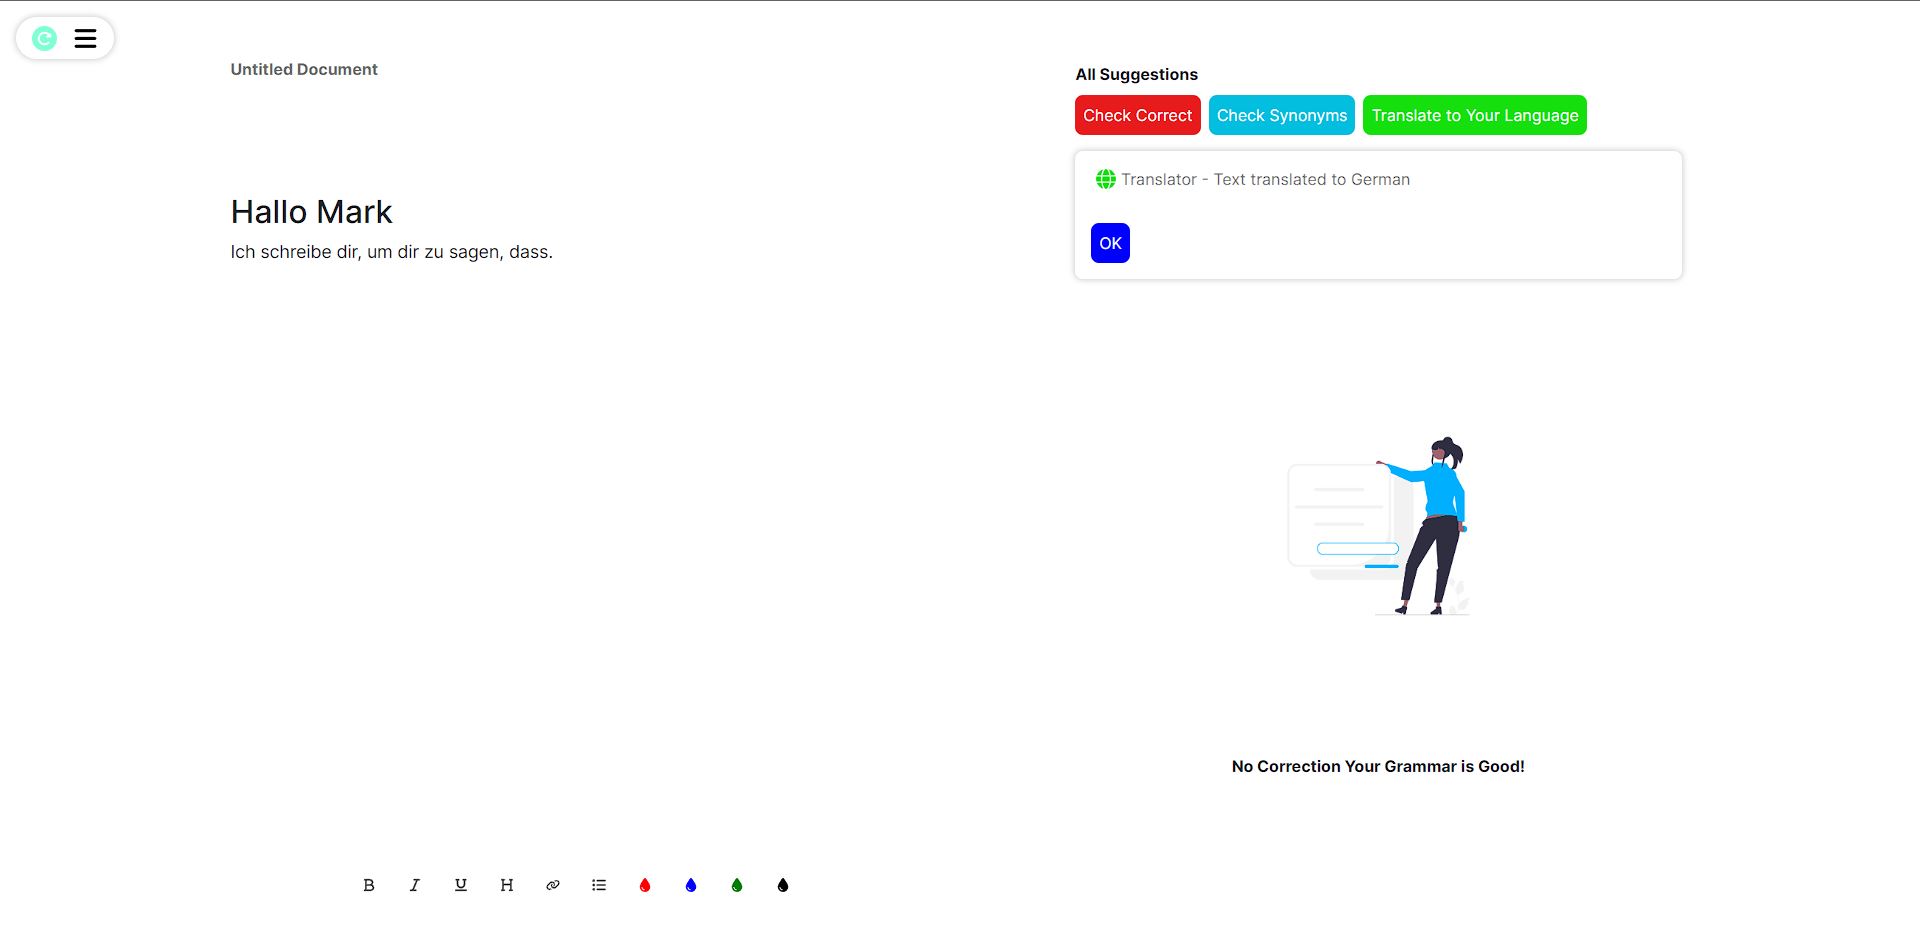 Untitled Document
Hallo Mark
Ich schreibe dir, um dir zu sagen, dass.
B I U H
All Suggestions
Check Correct Check Synonyms Translate to Your Language
Translator - Text translated to German
OK
No Correction Your Grammar is Good!